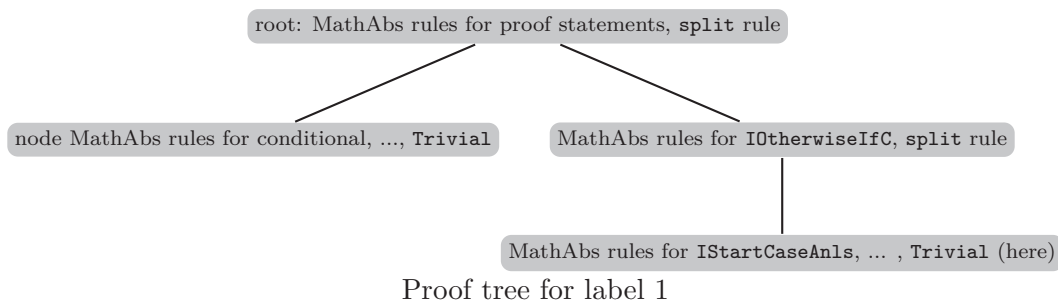 root: MathAbs rules for proof statements, split rule
node MathAbs rules for conditional, ..., Trivial
MathAbs rules for IOtherwiseIfC, split rule
MathAbs rules for IStartCaseAnls, ... , Trivial (here)
Proof tree for label 1